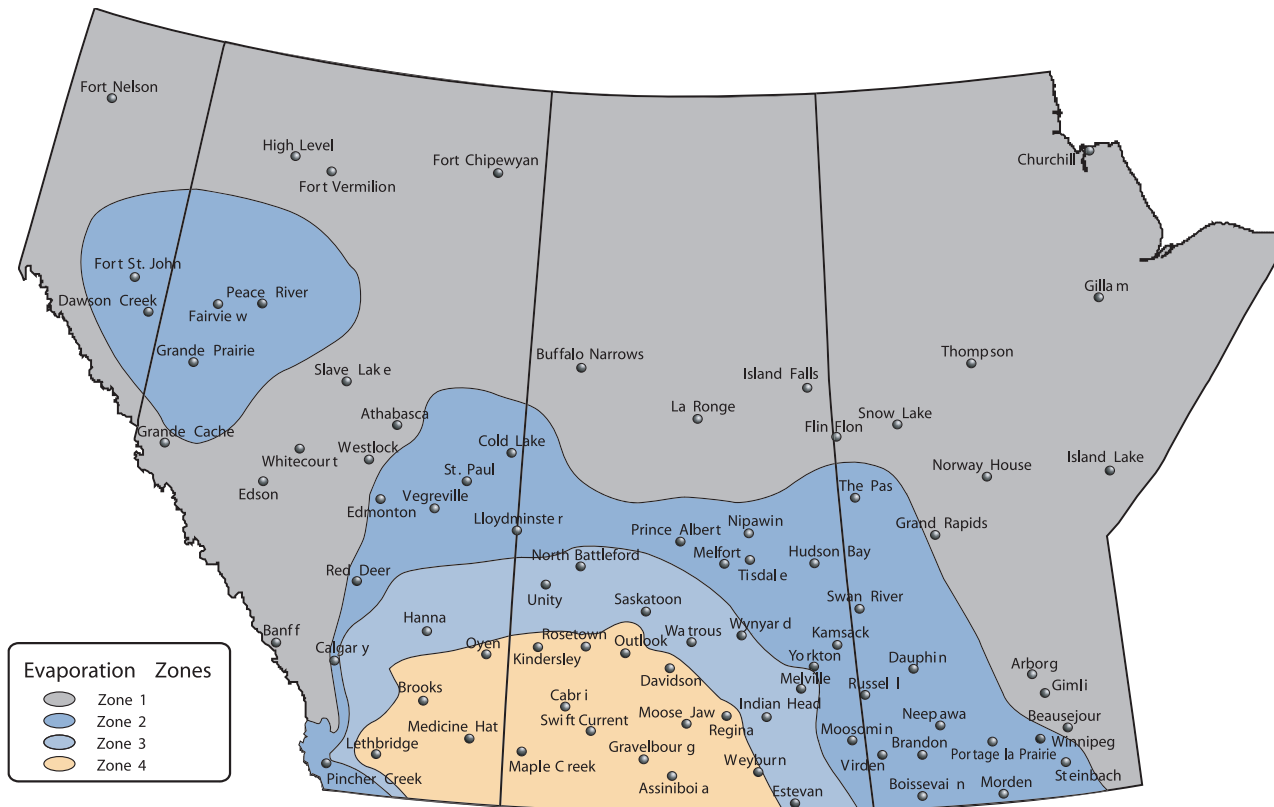 Fort Nelson
High Level
Fort Vermilion
Fort Chipewyan
Churchill
Fort St. John
Dawson Creek
Peace River
Fairview
Grande Prairie
Gillam
Slave Lake
Buffalo Narrows
Island Falls
Thompson
Athabasca
La Ronge
Snow Lake
Flin Flon
Grande Cache
Whitecourt
Westlock
Cold Lake
Edson
St. Paul
Norway House
Island Lake
Edmonton
Vegreville
The Pas
Lloydminster
Prince Albert
Nipawin
Grand Rapids
Red Deer
North Battleford
Melfort
Tisdale
Hudson Bay
Unity
Saskatoon
Swan River
Hanna
Banff
Calgary
Oyen
Rosetown
Kindersley
Outlook
Watrous
Wynyard
Kamsack
Yorkton
Dauphin
Arborg
Gimli
Davidson
Melville
Russell
Brooks
Cabri
Swift Current
Moose Jaw
Regina
Indian Head
Neepawa
Beausejour
Medicine Hat
Moosomin
Virden
Brandon
Portage la Prairie
Winnipeg
Steinbach
Lethbridge
Pincher Creek
Maple Creek
Gravelbourg
Assiniboia
Weyburn
Estevan
Boissevain
Morden
Evaporation Zones
Zone 1
Zone 2
Zone 3
Zone 4